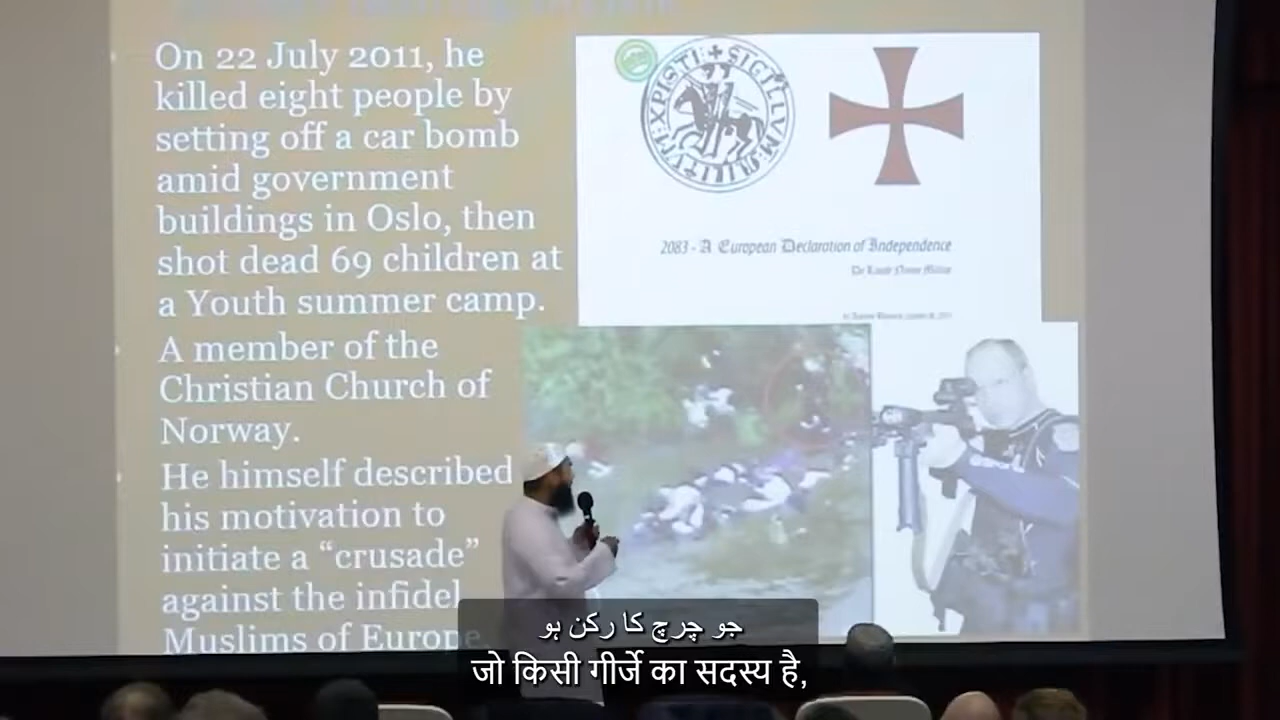 On 22 July 2011, he
killed eight people by
setting off a car bomb
amid government
buildings in Oslo, then
shot dead 69 children at
a Youth summer camp.
A member of the
Christian Church of
Norway.
He himself described
his motivation to
initiate a “crusade”
against the infidel
Muslims of Europe
SIGILLVM MILITVM XPISTI
2083 - A European Declaration of Independence
جو چرچ کا رکن ہو
जो किसी गीर्जे का सदस्य है,